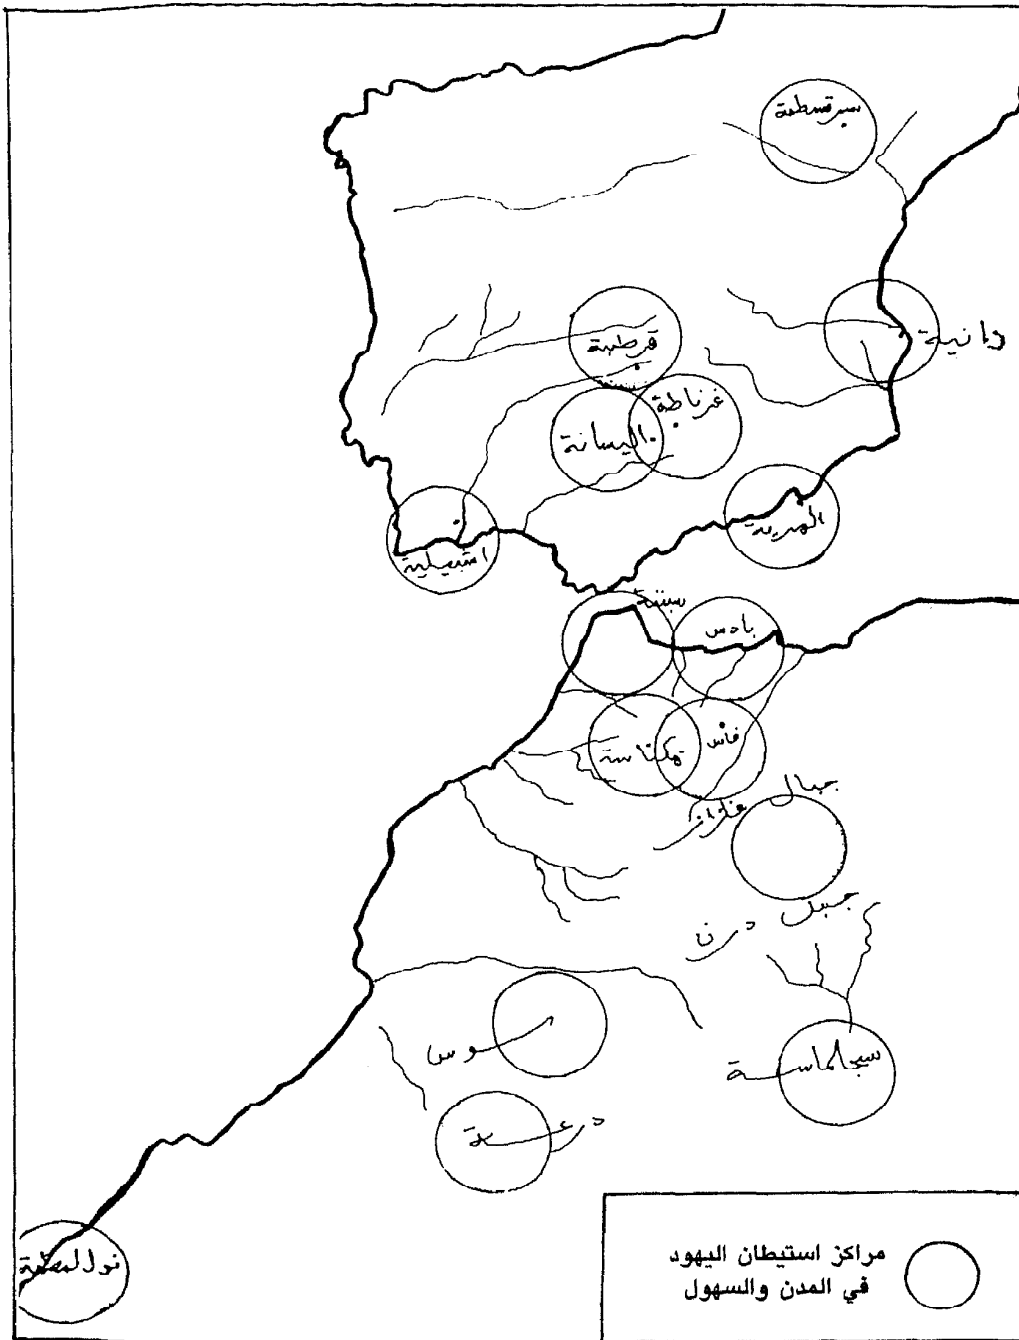 سرقسطة
دانية
قرطبة
غرناطة
اليسانة
المرية
اشبيلية
سبتة
بادس
فاس
مكناسة
جبال فازاز
جبل درن
سوس
سجلماسة
درعة
نول لمطة
مراكز استيطان اليهود
في المدن والسهول